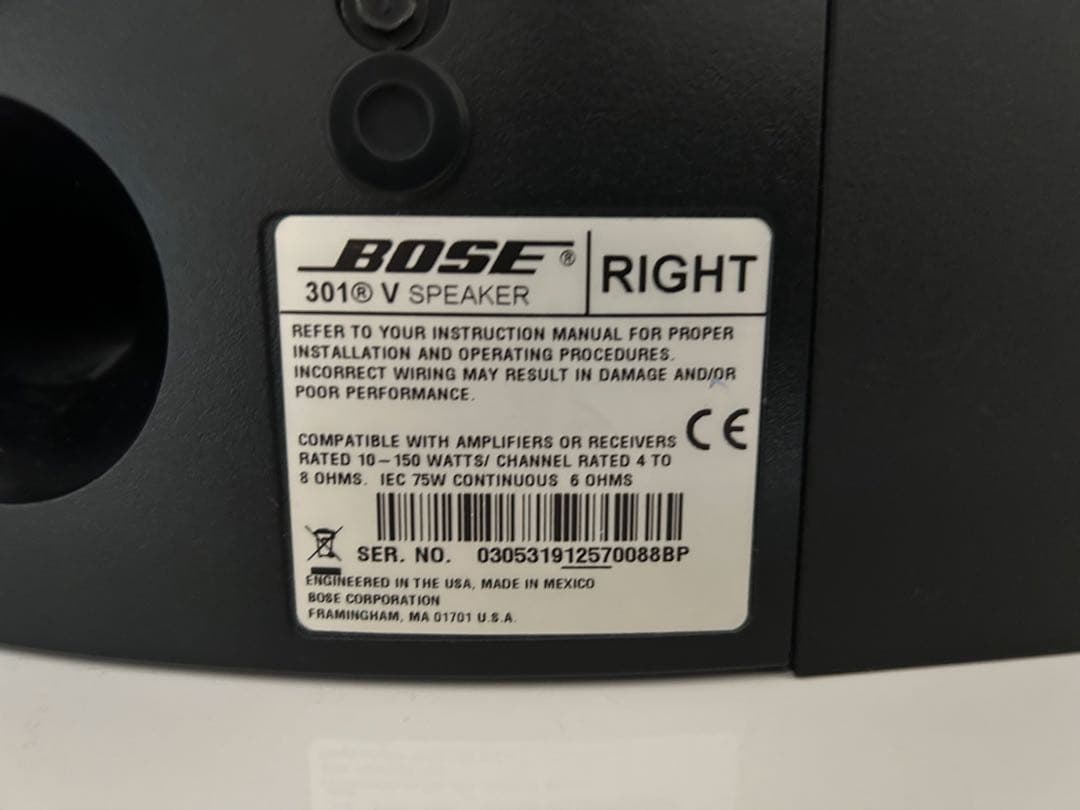 BOSE® RIGHT
301® V SPEAKER
REFER TO YOUR INSTRUCTION MANUAL FOR PROPER
INSTALLATION AND OPERATING PROCEDURES.
INCORRECT WIRING MAY RESULT IN DAMAGE AND/OR
POOR PERFORMANCE.
CE
COMPATIBLE WITH AMPLIFIERS OR RECEIVERS
RATED 10-150 WATTS/ CHANNEL RATED 4 TO
8 OHMS. IEC 75W CONTINUOUS 6 OHMS
SER. NO. 030531912570088BP
ENGINEERED IN THE USA, MADE IN MEXICO
BOSE CORPORATION
FRAMINGHAM, MA 01701 U.S.A.